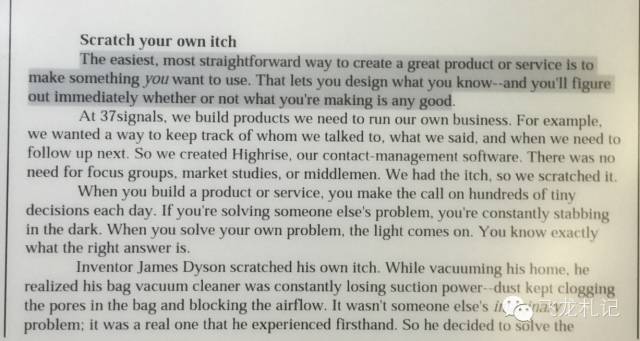 Scratch your own itch
The easiest, most straightforward way to create a great product or service is to
make something you want to use. That lets you design what you know--and you'll figure
out immediately whether or not what you're making is any good.
At 37signals, we build products we need to run our own business. For example,
we wanted a way to keep track of whom we talked to, what we said, and when we need to
follow up next. So we created Highrise, our contact-management software. There was no
need for focus groups, market studies, or middlemen. We had the itch, so we scratched it.
When you build a product or service, you make the call on hundreds of tiny
decisions each day. If you're solving someone else's problem, you're constantly stabbing
in the dark. When you solve your own problem, the light comes on. You know exactly
what the right answer is.
Inventor James Dyson scratched his own itch. While vacuuming his home, he
realized his bag vacuum cleaner was constantly losing suction power--dust kept clogging
the pores in the bag and blocking the airflow. It wasn't someone else's
problem; it was a real one that he experienced firsthand. So he decided to solve the
龙札记